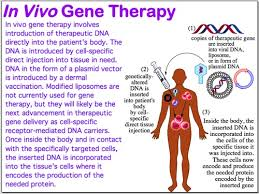 In Vivo Gene Therapy
In vivo gene therapy involves
introduction of therapeutic DNA
directly into the patient's body. The
DNA is introduced by cell-specific
direct injection into tissue in need.
DNA in the form of a plasmid vector
is introduced by a dermal
vaccination. Modified liposomes are
not currently used for gene
therapy, but they will likely be the
next advancement in therapeutic
gene delivery as cell-specific
receptor-mediated DNA carriers.
Once inside the body and in contact
with the specifically targeted cells,
the inserted DNA is incorporated
into the tissue's cells where it
encodes the production of the
needed protein.
(1)
copies of therapeutic gene
are inserted
into viral DNA,
liposomes, or in
form of plasmid
DNA
(2)
genetically-
altered
DNA is
inserted into
patient's body
by cell-
specific direct
tissue injection
(3)
Inside the body, the
inserted DNA is
incorporated into
the cells of the
specific tissue it
was injected into.
These cells now
encode and produce
the needed protein
encoded by the
inserted gene